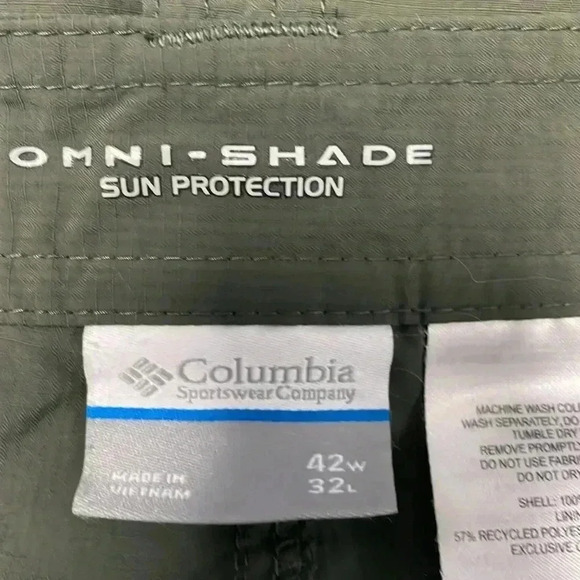 OMNI-SHADE
SUN PROTECTION
Columbia
Sportswear Company
42W
32L
MADE IN
VIETNAM
MACHINE WASH COL
WASH SEPARATELY, DO
TUMBLE DRY
REMOVE PROMPTL
DO NOT USE FABRI
DO NOT DRY
SHELL: 100
LINI
57% RECYCLED POLYES
EXCLUSIVE